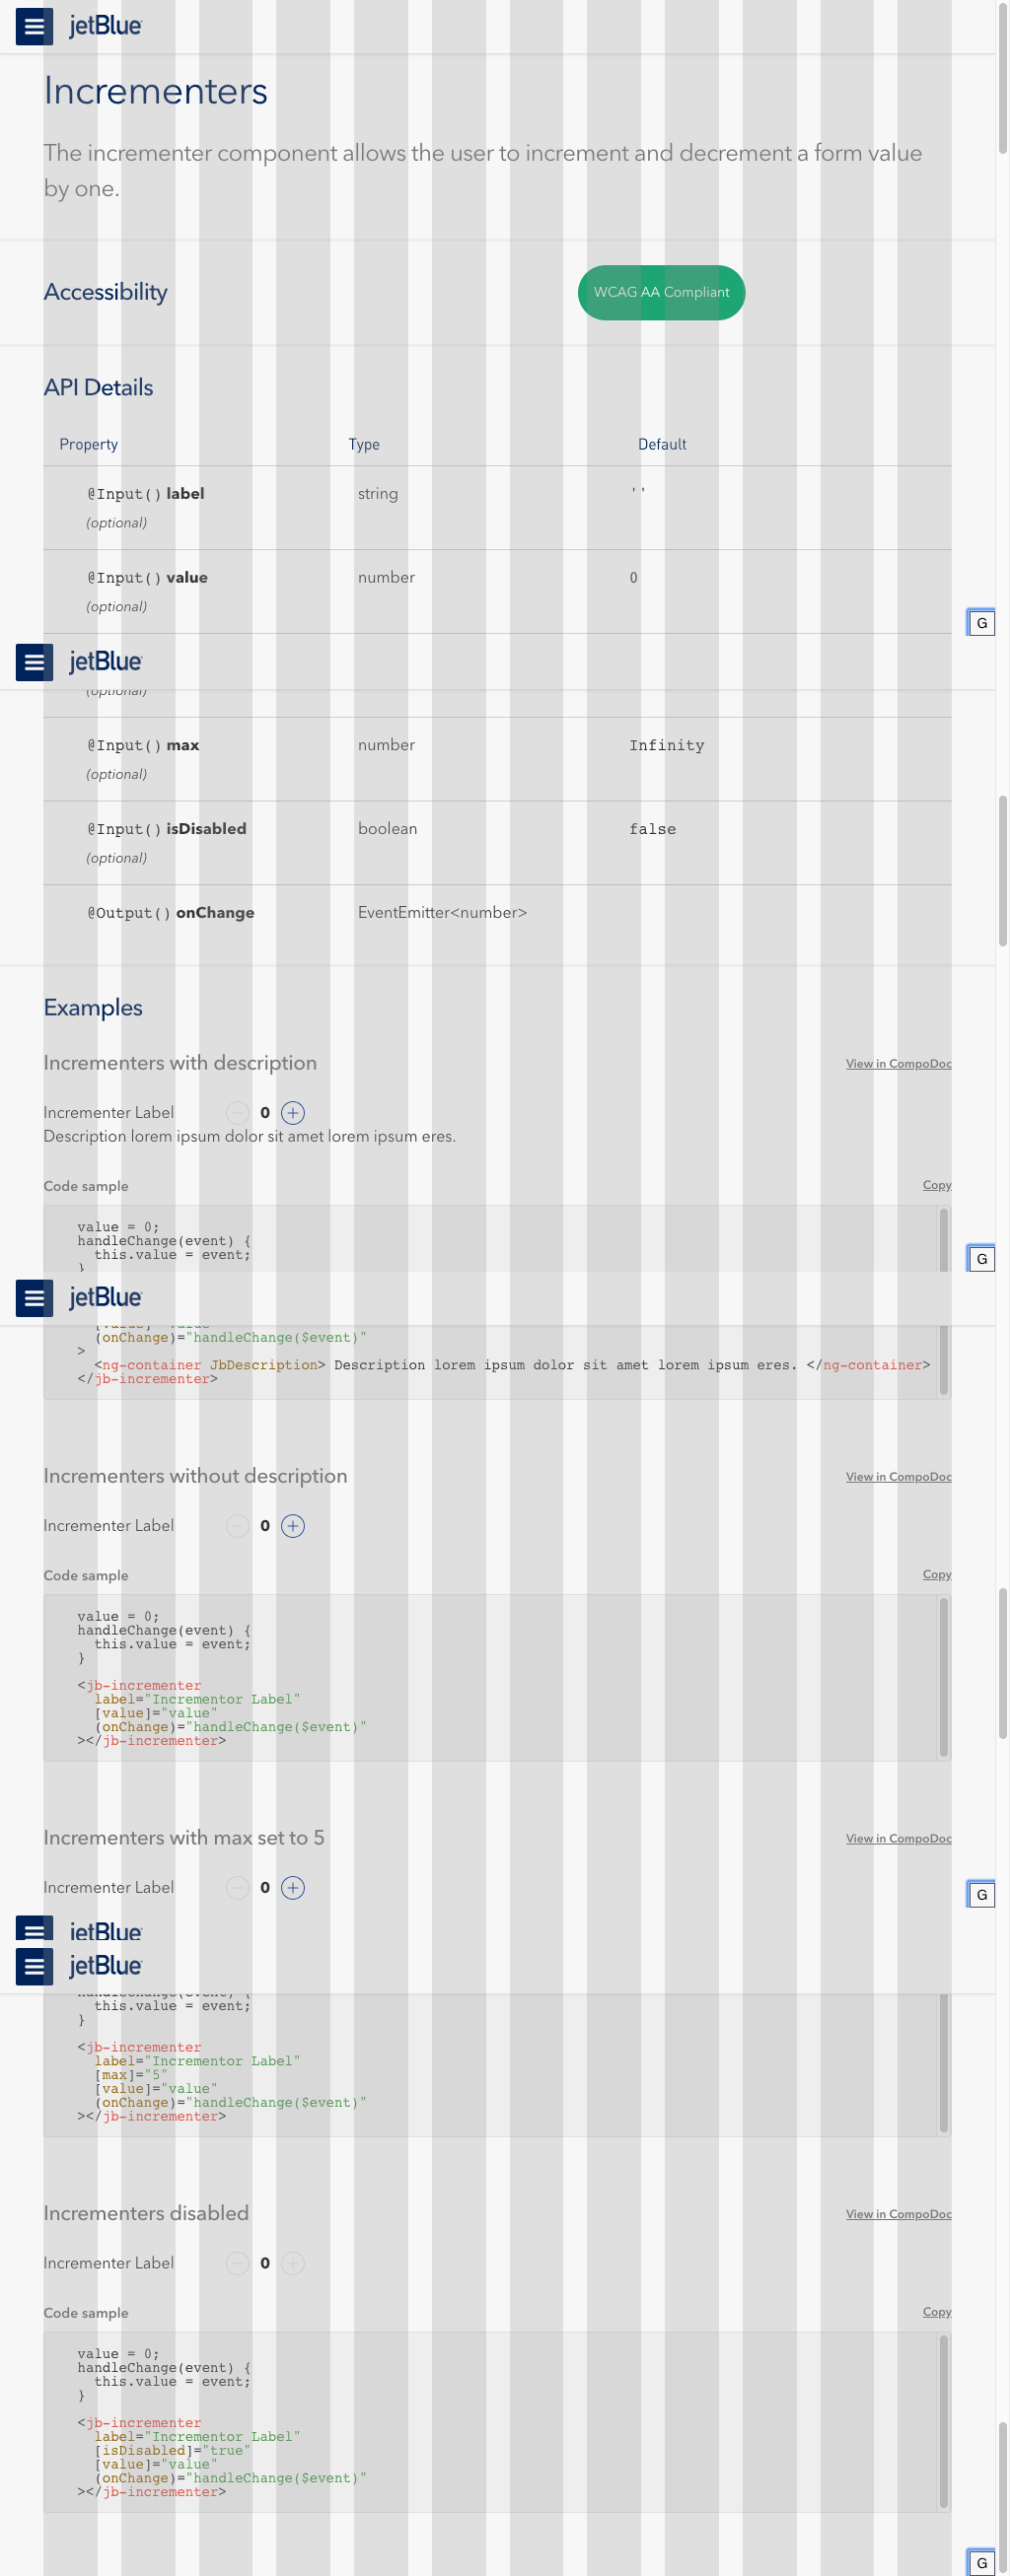 jetBlue
Incrementers
The incrementer component allows the user to increment and decrement a form value
by one.
Accessibility
WCAG AA Compliant
API Details
Property Type Default
@Input() label string ''
(optional)
@Input() value number 0
(optional)
G
jetBlue
(optional)
@Input() max number Infinity
(optional)
@Input() isDisabled boolean false
(optional)
@Output() onChange EventEmitter<number>
Examples
Incrementers with description View in CompoDoc
Incrementer Label 0
Description lorem ipsum dolor sit amet lorem ipsum eres.
Code sample Copy
value = 0;
handleChange(event) {
this.value = event;
}
G
jetBlue
[value]="value"
(onChange)="handleChange($event)"
>
<ng-container JbDescription> Description lorem ipsum dolor sit amet lorem ipsum eres. </ng-container>
</jb-incrementer>
Incrementers without description View in CompoDoc
Incrementer Label 0
Code sample Copy
value = 0;
handleChange(event) {
this.value = event;
}
<jb-incrementer
label="Incrementor Label"
[value]="value"
(onChange)="handleChange($event)"
></jb-incrementer>
Incrementers with max set to 5 View in CompoDoc
Incrementer Label 0
G
jetBlue
jetBlue
handleChange(event) {
this.value = event;
}
<jb-incrementer
label="Incrementor Label"
[max]="5"
[value]="value"
(onChange)="handleChange($event)"
></jb-incrementer>
Incrementers disabled View in CompoDoc
Incrementer Label 0
Code sample Copy
value = 0;
handleChange(event) {
this.value = event;
}
<jb-incrementer
label="Incrementor Label"
[isDisabled]="true"
[value]="value"
(onChange)="handleChange($event)"
></jb-incrementer>
G